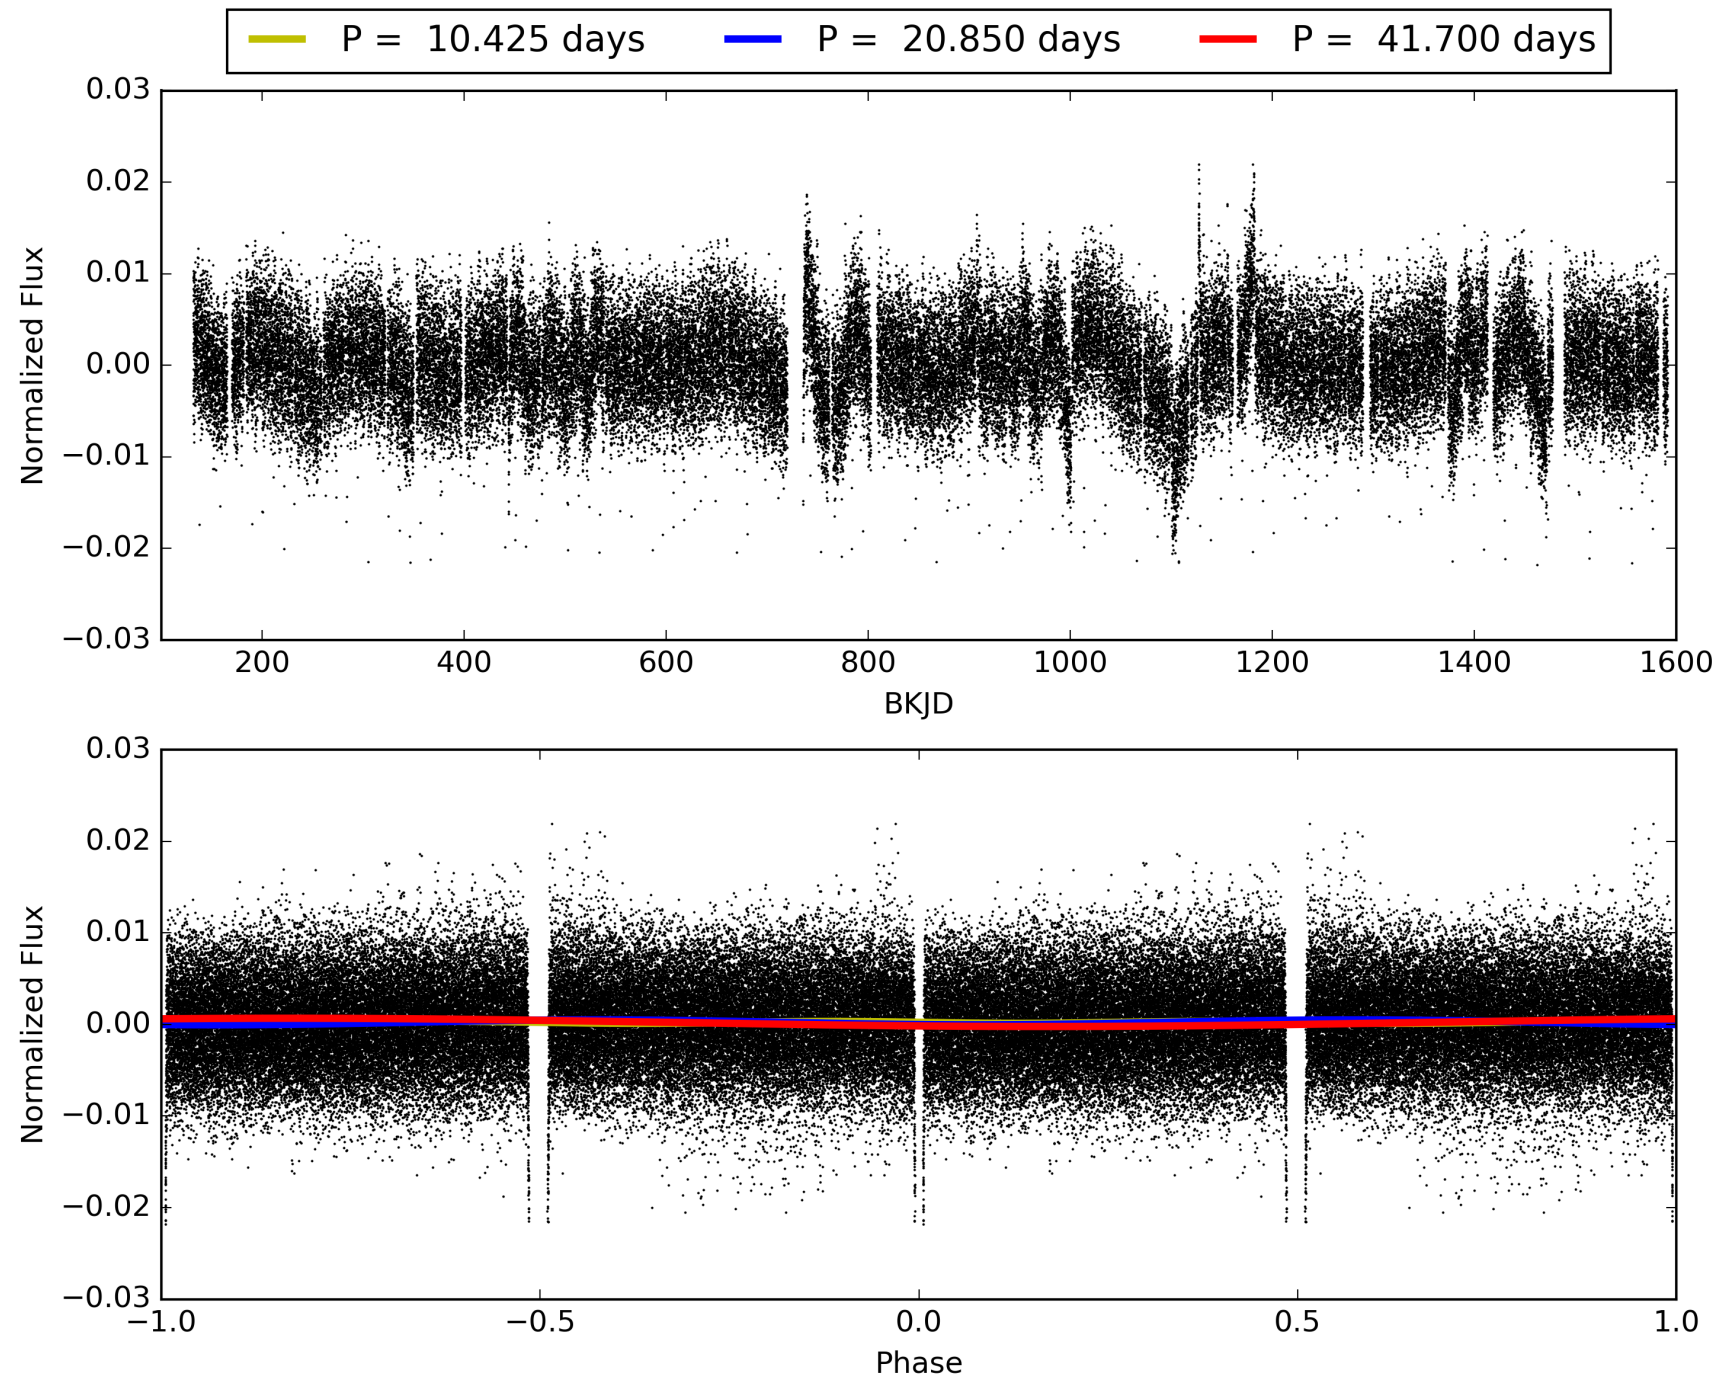 P =  10.425 days P =  20.850 days P =  41.700 days
0.03
0.02
0.01
0.00
−0.01
−0.02
−0.03
Normalized Flux
200 400 600 800 1000 1200 1400 1600
BKJD
0.03
0.02
0.01
0.00
−0.01
−0.02
−0.03
Normalized Flux
−1.0 −0.5 0.0 0.5 1.0
Phase